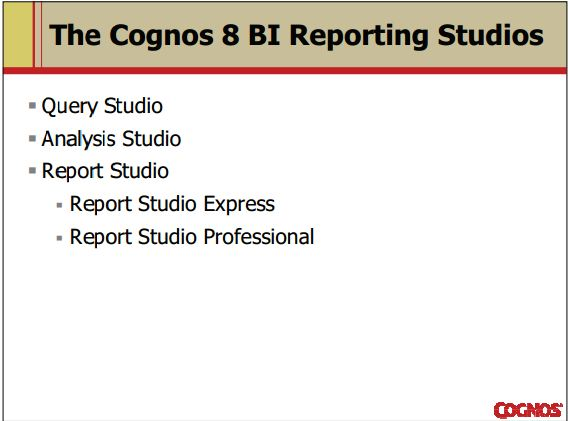 The Cognos 8 BI Reporting Studios
▪ Query Studio
▪ Analysis Studio
▪ Report Studio
▪ Report Studio Express
▪ Report Studio Professional
COGNOS